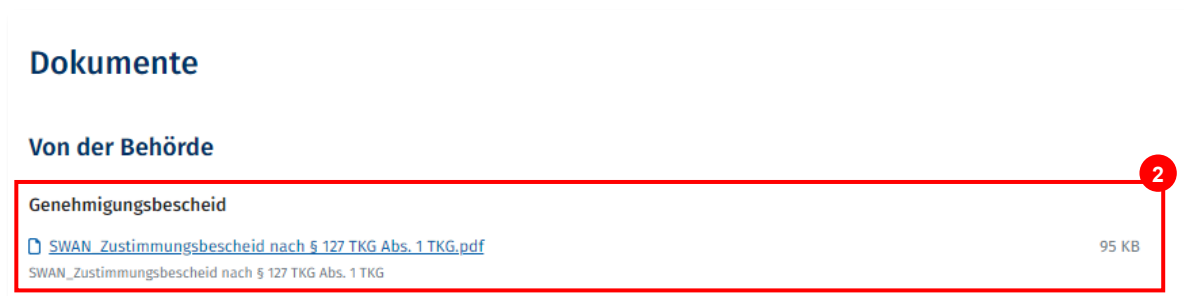 Dokumente
Von der Behörde
2
Genehmigungsbescheid
SWAN_Zustimmungsbescheid nach § 127 TKG Abs. 1 TKG.pdf 95 KB
SWAN_Zustimmungsbescheid nach § 127 TKG Abs. 1 TKG